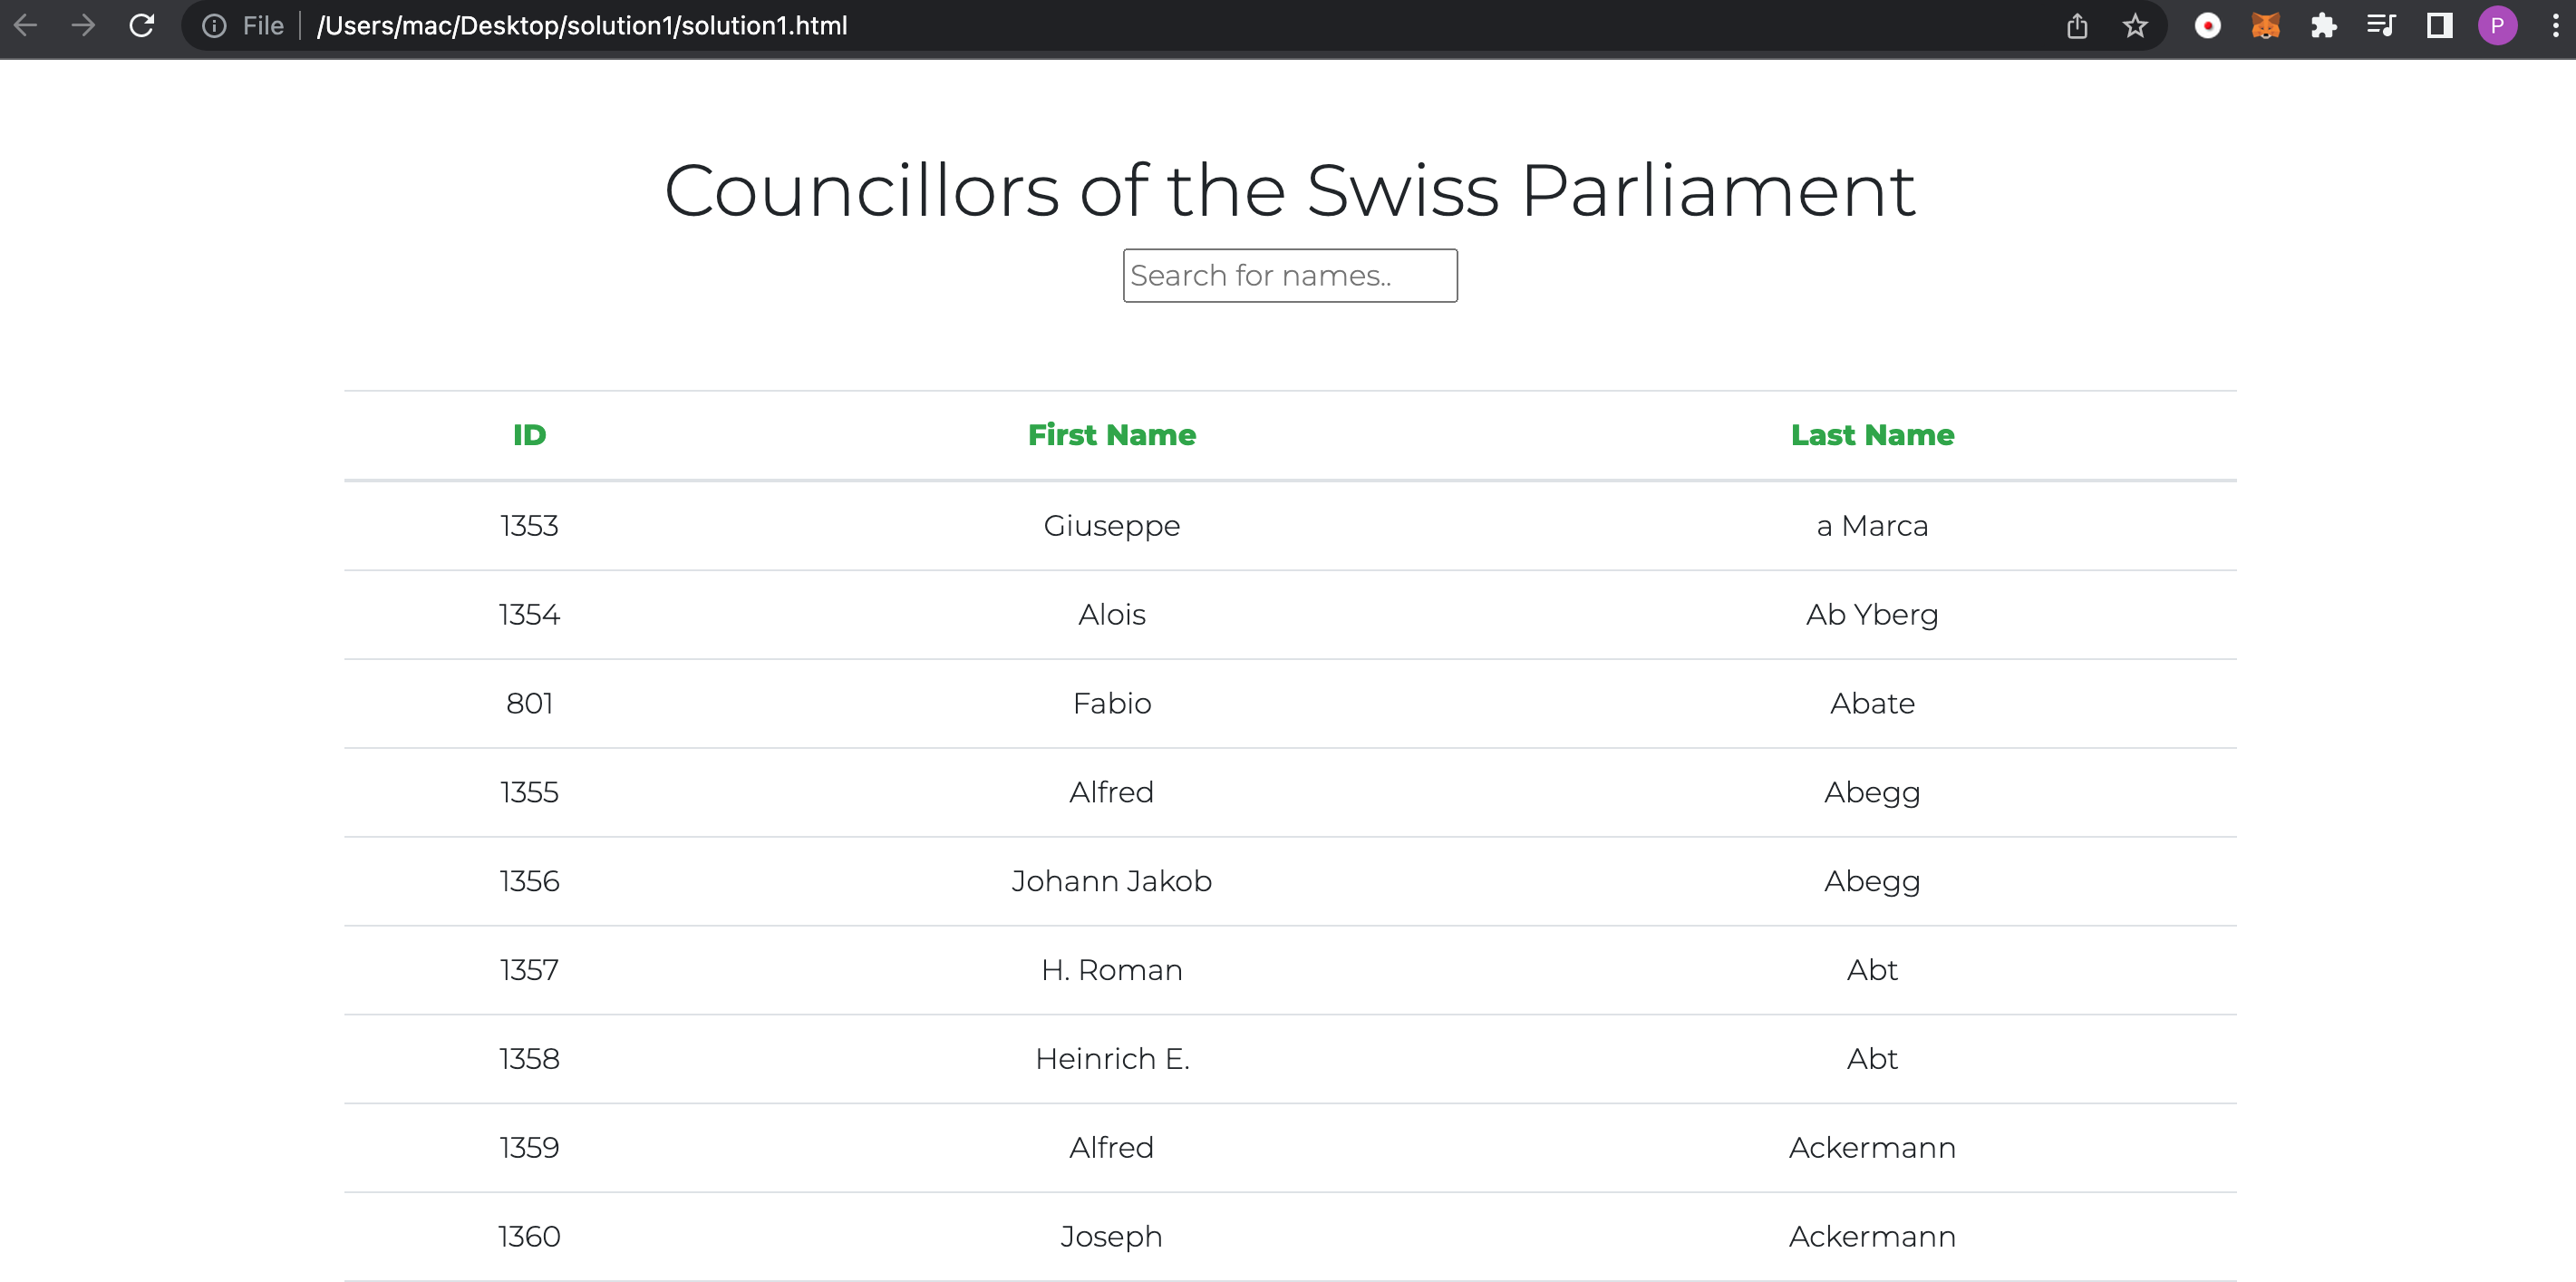 File /Users/mac/Desktop/solution1/solution1.html P
Councillors of the Swiss Parliament
Search for names..
ID First Name Last Name
1353 Giuseppe a Marca
1354 Alois Ab Yberg
801 Fabio Abate
1355 Alfred Abegg
1356 Johann Jakob Abegg
1357 H. Roman Abt
1358 Heinrich E. Abt
1359 Alfred Ackermann
1360 Joseph Ackermann